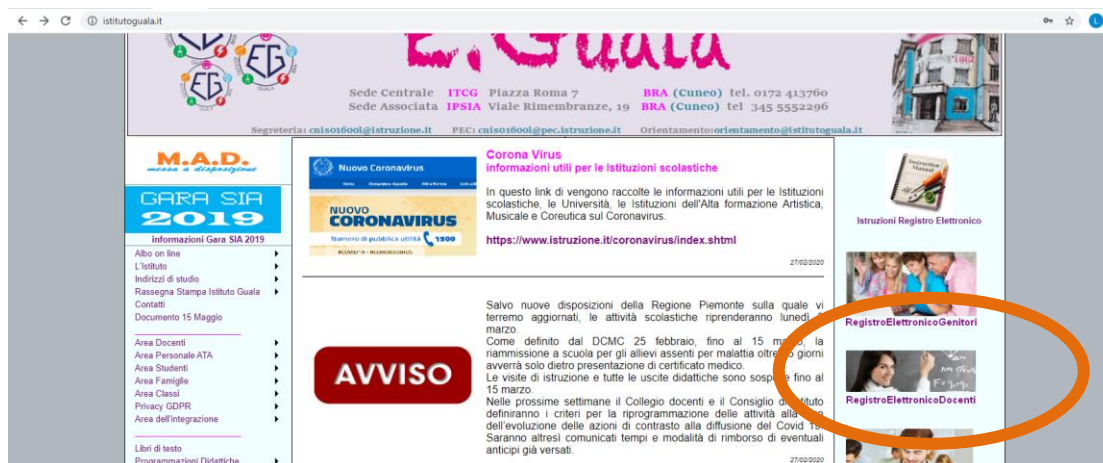 istitutoguala.it
E. Guala
Sede Centrale ITCG Piazza Roma 7 BRA (Cuneo) tel. 0172 413760
Sede Associata IPSIA Viale Rimembranze, 19 BRA (Cuneo) tel 345 5552296
Segreteria: cnis01600l@istruzione.it PEC: cnis01600l@pec.istruzione.it Orientamento:orientamento@istitutoguala.it
M.A.D.
messa a disposizione
GARA SIA
2019
informazioni Gara SIA 2019
Albo on line
L'Istituto
Indirizzi di studio
Rassegna Stampa Istituto Guala
Contatti
Documento 15 Maggio
Area Docenti
Area Personale ATA
Area Studenti
Area Famiglie
Area Classi
Privacy GDPR
Area dell'integrazione
Libri di testo
Programmazioni Didattiche
Nuovo Coronavirus
NUOVO
CORONAVIRUS
Numero di pubblica utilità 1500
#COVID19 - #CORONAVIRUS
Corona Virus
informazioni utili per le Istituzioni scolastiche
In questo link di vengono raccolte le informazioni utili per le Istituzioni
scolastiche, le Università, le Istituzioni dell'Alta formazione Artistica,
Musicale e Coreutica sul Coronavirus.
https://www.istruzione.it/coronavirus/index.shtml
27/02/2020
AVVISO
Salvo nuove disposizioni della Regione Piemonte sulla quale vi
terremo aggiornati, le attività scolastiche riprenderanno lunedì
marzo.
Come definito dal DCMC 25 febbraio, fino al 15 marzo, la
riammissione a scuola per gli allievi assenti per malattia oltre giorni
avverrà solo dietro presentazione di certificato medico.
Le visite di istruzione e tutte le uscite didattiche sono sospese fino al
15 marzo.
Nelle prossime settimane il Collegio docenti e il Consiglio di Istituto
definiranno i criteri per la riprogrammazione delle attività alla
dell'evoluzione delle azioni di contrasto alla diffusione del Covid 19.
Saranno altresì comunicati tempi e modalità di rimborso di eventuali
anticipi già versati.
27/02/2020
Instruction
Manual
Istruzioni Registro Elettronico
RegistroElettronicoGenitori
RegistroElettronicoDocenti